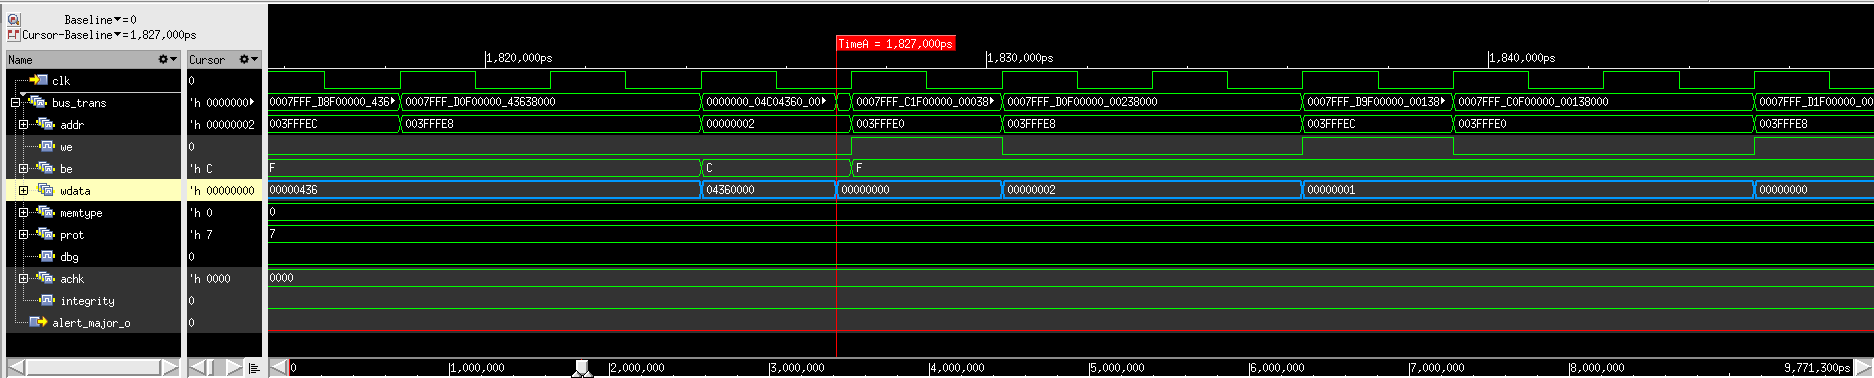 Baseline▼=0
Cursor-Baseline▼=1,827,000ps
TimeA = 1,827,000ps
Name Cursor 1,820,000ps 1,830,000ps 1,840,000ps
clk 0
bus_trans 'h 0000000 0007FFF_D8F00000_436 0007FFF_D0F00000_43638000 0000000_04C04360_00 0007FFF_C1F00000_00038 0007FFF_D0F00000_00238000 0007FFF_D9F00000_00138 0007FFF_C0F00000_00138000 0007FFF_D1F00000_00
addr 'h 00000002 003FFFEC 003FFFE8 00000002 003FFFE0 003FFFE8 003FFFEC 003FFFE0 003FFFE8
we 0
be 'h C F C F
wdata 'h 00000000 00000436 04360000 00000000 00000002 00000001 00000000
memtype 'h 0 0
prot 'h 7 7
dbg 0
achk 'h 0000 0000
integrity 0
alert_major_o 0
0 1,000,000 2,000,000 3,000,000 4,000,000 5,000,000 6,000,000 7,000,000 8,000,000 9,771,300ps